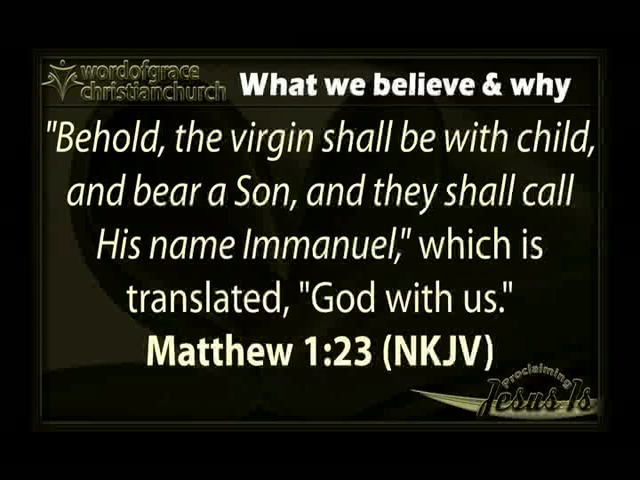 wordofgrace
christianchurch
What we believe & why
"Behold, the virgin shall be with child,
and bear a Son, and they shall call
His name Immanuel," which is
translated, "God with us."
Matthew 1:23 (NKJV)
Proclaiming
Jesus Is